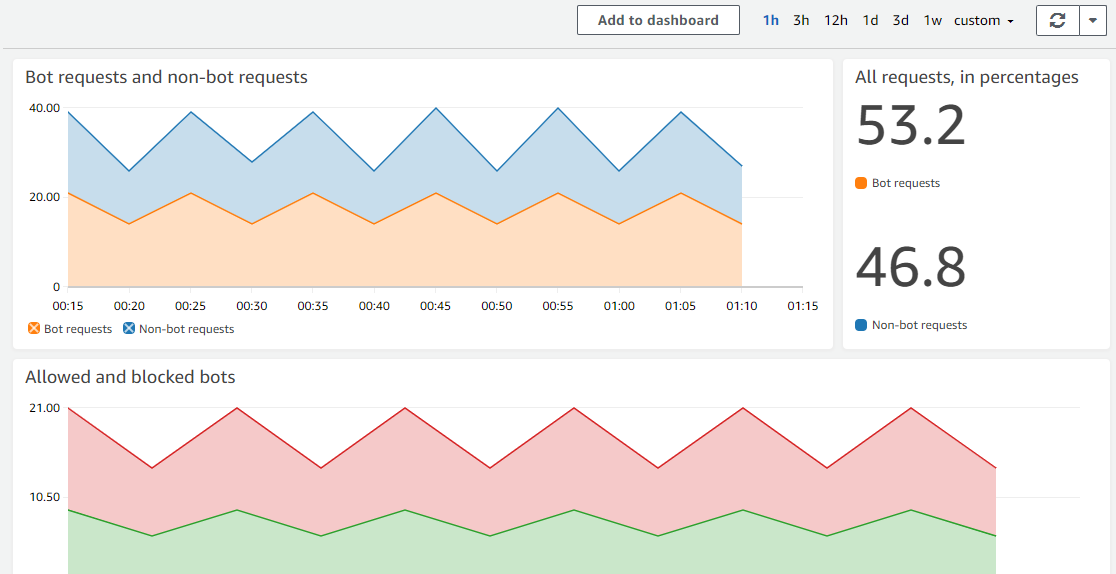 Add to dashboard 1h 3h 12h 1d 3d 1w custom
Bot requests and non-bot requests
40.00
20.00
0
00:15 00:20 00:25 00:30 00:35 00:40 00:45 00:50 00:55 01:00 01:05 01:10 01:15
Bot requests Non-bot requests
All requests, in percentages
53.2
Bot requests
46.8
Non-bot requests
Allowed and blocked bots
21.00
10.50